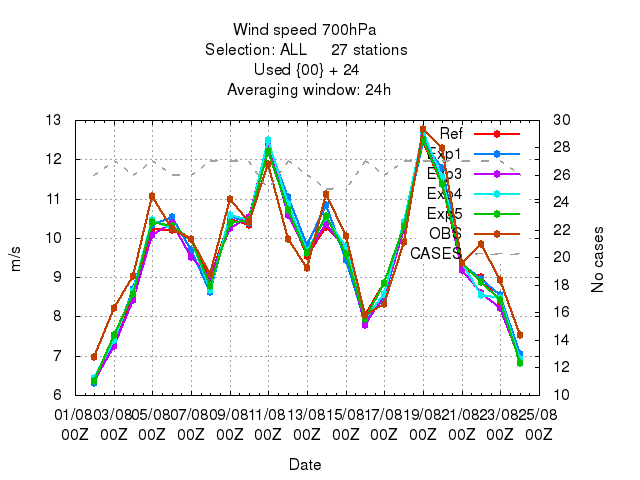 Wind speed 700hPa
Selection: ALL 27 stations
Used {00} + 24
Averaging window: 24h
13
12
11
10
9
8
7
6
m/s
30
28
26
24
22
20
18
16
14
12
10
No cases
Ref
Exp1
Exp3
Exp4
Exp5
OBS
CASES
01/08 03/08 05/08 07/08 09/08 11/08 13/08 15/08 17/08 19/08 21/08 23/08 25/08
00Z 00Z 00Z 00Z 00Z 00Z 00Z 00Z 00Z 00Z 00Z 00Z 00Z
Date